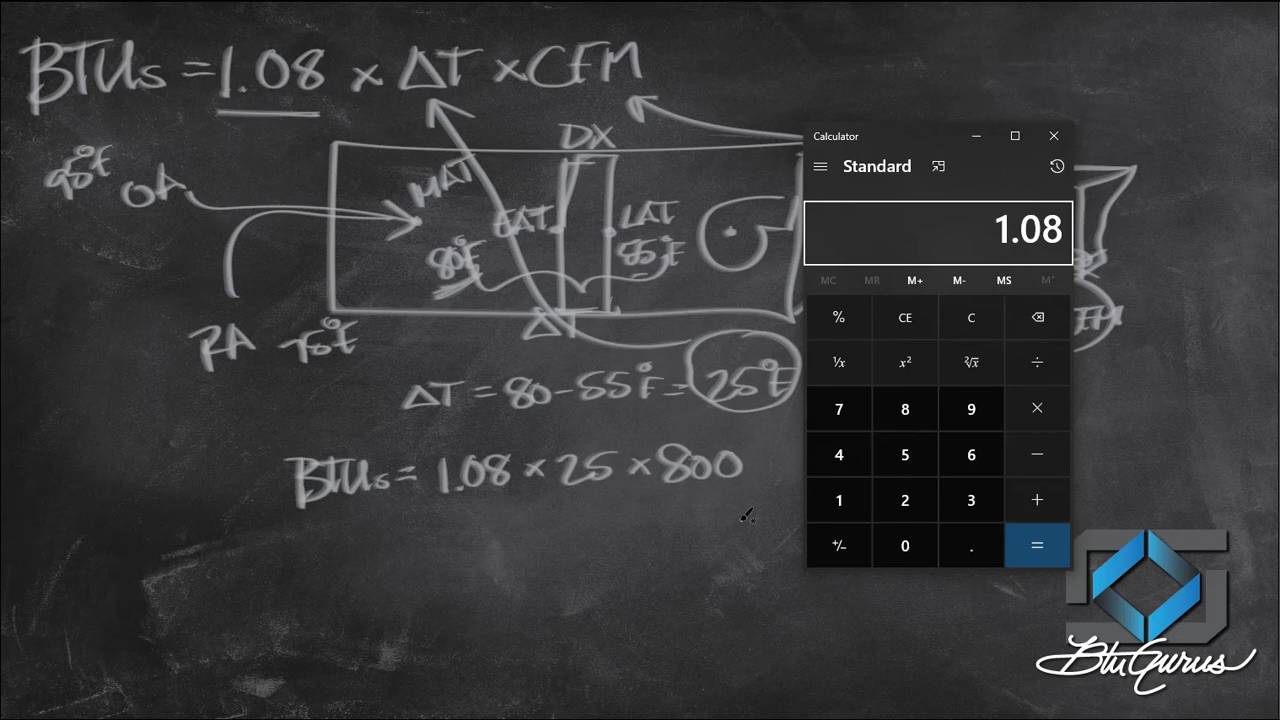 BTUs = 1.08 x ΔT x CFM
DX
95°F OA
MAT
EAT
LAT
80°F
55°F
RA 75°F
ΔT
ΔT = 80-55°F = 25°F
BTUs = 1.08 x 25 x 800
Calculator
Standard
1.08
MC MR M+ M- MS M˅
% CE C
¹/x x² ²√x ÷
7 8 9 ×
4 5 6 −
1 2 3 +
+/− 0 . =
BtuGurus